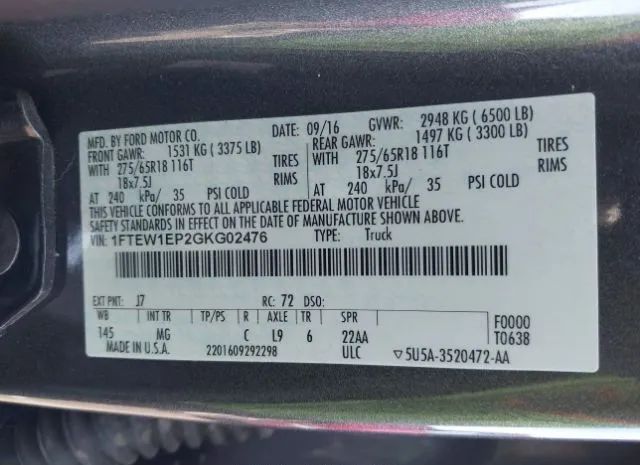 MFD. BY FORD MOTOR CO. DATE: 09/16 GVWR: 2948 KG ( 6500 LB)
FRONT GAWR: 1531 KG ( 3375 LB) REAR GAWR: 1497 KG ( 3300 LB)
WITH 275/65R18 116T TIRES WITH 275/65R18 116T TIRES
18x7.5J RIMS 18x7.5J RIMS
AT 240 kPa/ 35 PSI COLD AT 240 kPa/ 35 PSI COLD
THIS VEHICLE CONFORMS TO ALL APPLICABLE FEDERAL MOTOR VEHICLE
SAFETY STANDARDS IN EFFECT ON THE DATE OF MANUFACTURE SHOWN ABOVE.
VIN: 1FTEW1EP2GKG02476 TYPE: Truck
EXT PNT: J7 RC: 72 DSO:
WB INT TR TP/PS R AXLE TR SPR F0000
145 MG C L9 6 22AA T0638
MADE IN U.S.A. 2201609292298 ULC ▽5U5A-3520472-AA